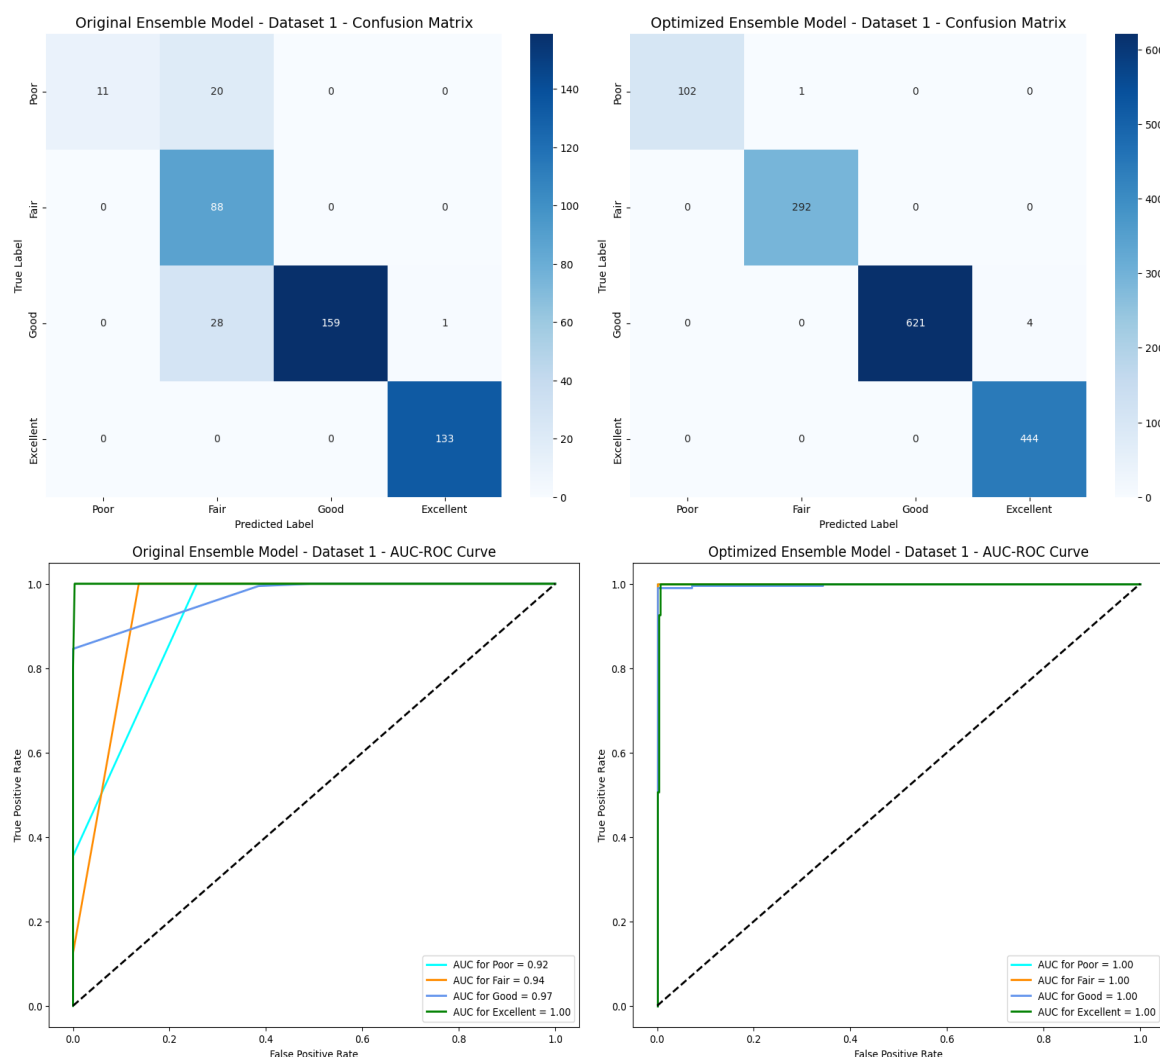 Original Ensemble Model - Dataset 1 - Confusion Matrix
Poor
11 20 0 0
Fair
0 88 0 0
Good
0 28 159 1
Excellent
0 0 0 133
True Label
Poor Fair Good Excellent
Predicted Label
140
120
100
80
60
40
20
0
Optimized Ensemble Model - Dataset 1 - Confusion Matrix
Poor
102 1 0 0
Fair
0 292 0 0
Good
0 0 621 4
Excellent
0 0 0 444
True Label
Poor Fair Good Excellent
Predicted Label
600
500
400
300
200
100
0
Original Ensemble Model - Dataset 1 - AUC-ROC Curve
True Positive Rate
1.0
0.8
0.6
0.4
0.2
0.0
AUC for Poor = 0.92
AUC for Fair = 0.94
AUC for Good = 0.97
AUC for Excellent = 1.00
0.0 0.2 0.4 0.6 0.8 1.0
False Positive Rate
Optimized Ensemble Model - Dataset 1 - AUC-ROC Curve
True Positive Rate
1.0
0.8
0.6
0.4
0.2
0.0
AUC for Poor = 1.00
AUC for Fair = 1.00
AUC for Good = 1.00
AUC for Excellent = 1.00
0.0 0.2 0.4 0.6 0.8 1.0
False Positive Rate